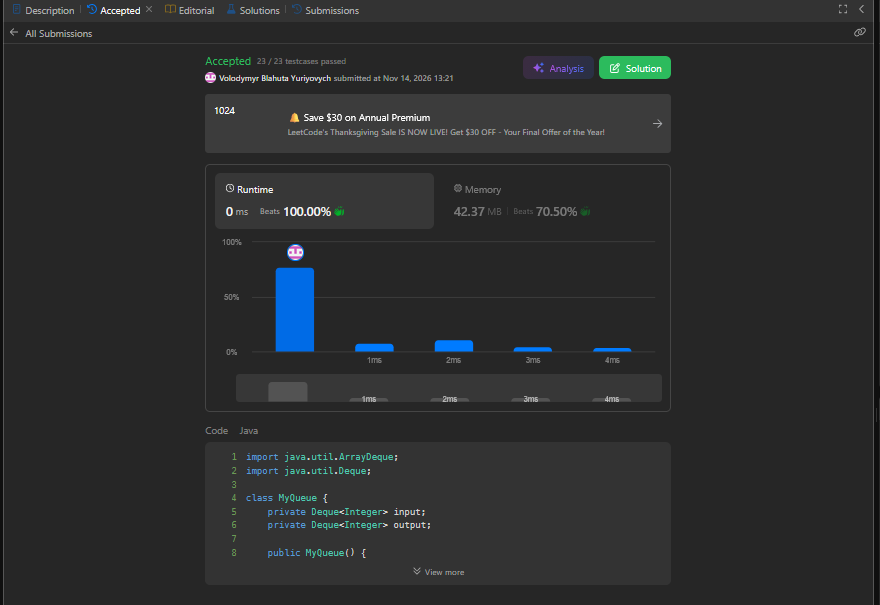 Description Accepted Editorial Solutions Submissions
All Submissions
Accepted 23 / 23 testcases passed
Volodymyr Blahuta Yuriyovych submitted at Nov 14, 2026 13:21
Analysis
Solution
1024
Save $30 on Annual Premium
LeetCode's Thanksgiving Sale IS NOW LIVE! Get $30 OFF - Your Final Offer of the Year!
Runtime
0 ms Beats 100.00%
Memory
42.37 MB Beats 70.50%
100%
50%
0%
1ms 2ms 3ms 4ms
1ms 2ms 3ms 4ms
Code Java
1 import java.util.ArrayDeque;
2 import java.util.Deque;
3
4 class MyQueue {
5 private Deque<Integer> input;
6 private Deque<Integer> output;
7
8 public MyQueue() {
View more